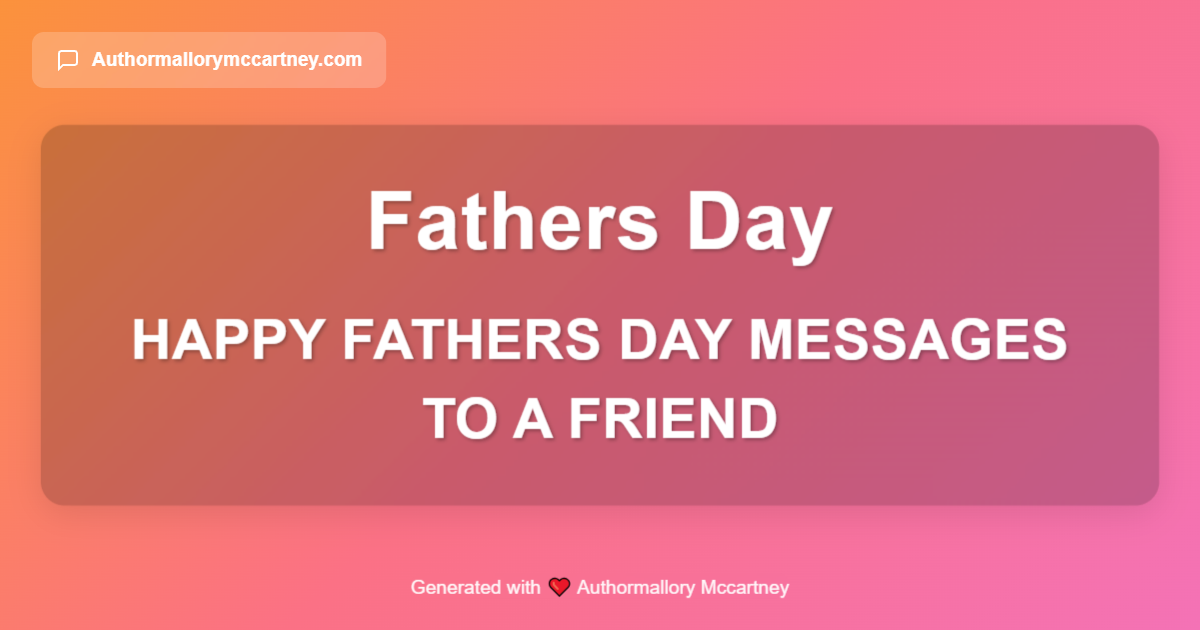 Authormallorymccartney.com
Fathers Day
HAPPY FATHERS DAY MESSAGES
TO A FRIEND
Generated with ❤️ Authormallory Mccartney